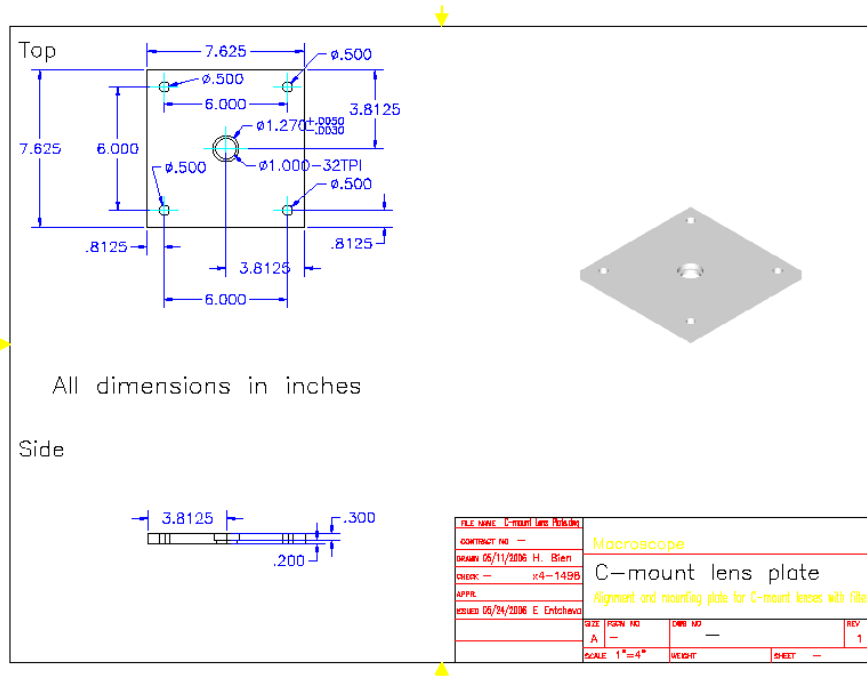 Top
7.625
ø.500
ø.500
6.000
3.8125
ø1.270+.0050
-.0030
7.625
6.000
ø.500
ø1.000-32TPI
ø.500
.8125
.8125
3.8125
6.000
All dimensions in inches
Side
3.8125
.300
.200
FILE NAME C-mount Lens Plate.dwg
CONTRACT NO –
DRAWN 05/11/2006 H. Bien
CHECK – x4-1498
APPR.
ISSUED 05/24/2006 E Entcheva
Macroscope
C-mount lens plate
Alignment and mounting plate for C-mount lenses with filte
SIZE FSCM NO DWG NO REV
A – – 1
SCALE 1"=4" WEIGHT SHEET –